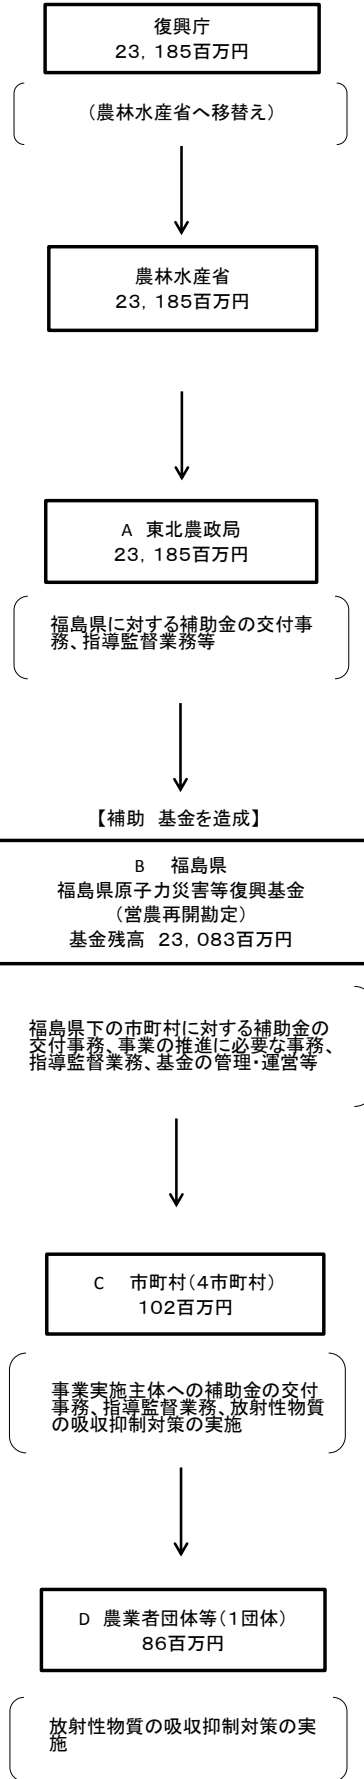 復興庁
23，185百万円
（農林水産省へ移替え）
農林水産省
23，185百万円
A 東北農政局
23，185百万円
福島県に対する補助金の交付事
務、指導監督業務等
【補助 基金を造成】
B 福島県
福島県原子力災害等復興基金
（営農再開勘定）
基金残高 23，083百万円
福島県下の市町村に対する補助金の
交付事務、事業の推進に必要な事務、
指導監督業務、基金の管理・運営等
C 市町村（4市町村）
102百万円
事業実施主体への補助金の交付
事務、指導監督業務、放射性物質
の吸収抑制対策の実施
D 農業者団体等（1団体）
86百万円
放射性物質の吸収抑制対策の実
施